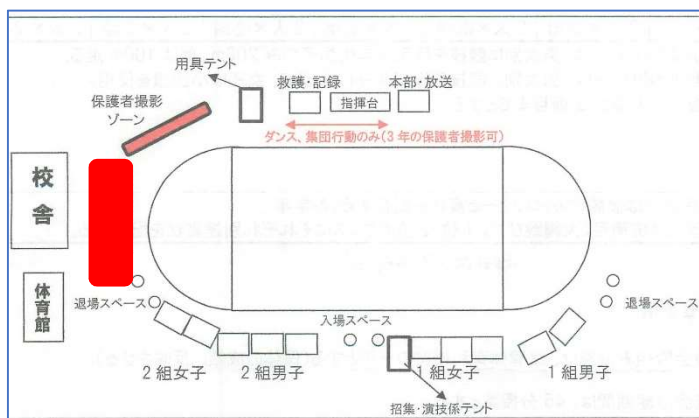 用具テント
救護・記録
指揮台
本部・放送
保護者撮影
ゾーン
ダンス、集団行動のみ(3年の保護者撮影可)
校舎
体育館
退場スペース
入場スペース
退場スペース
2組女子
2組男子
1組女子
1組男子
招集・演技係テント